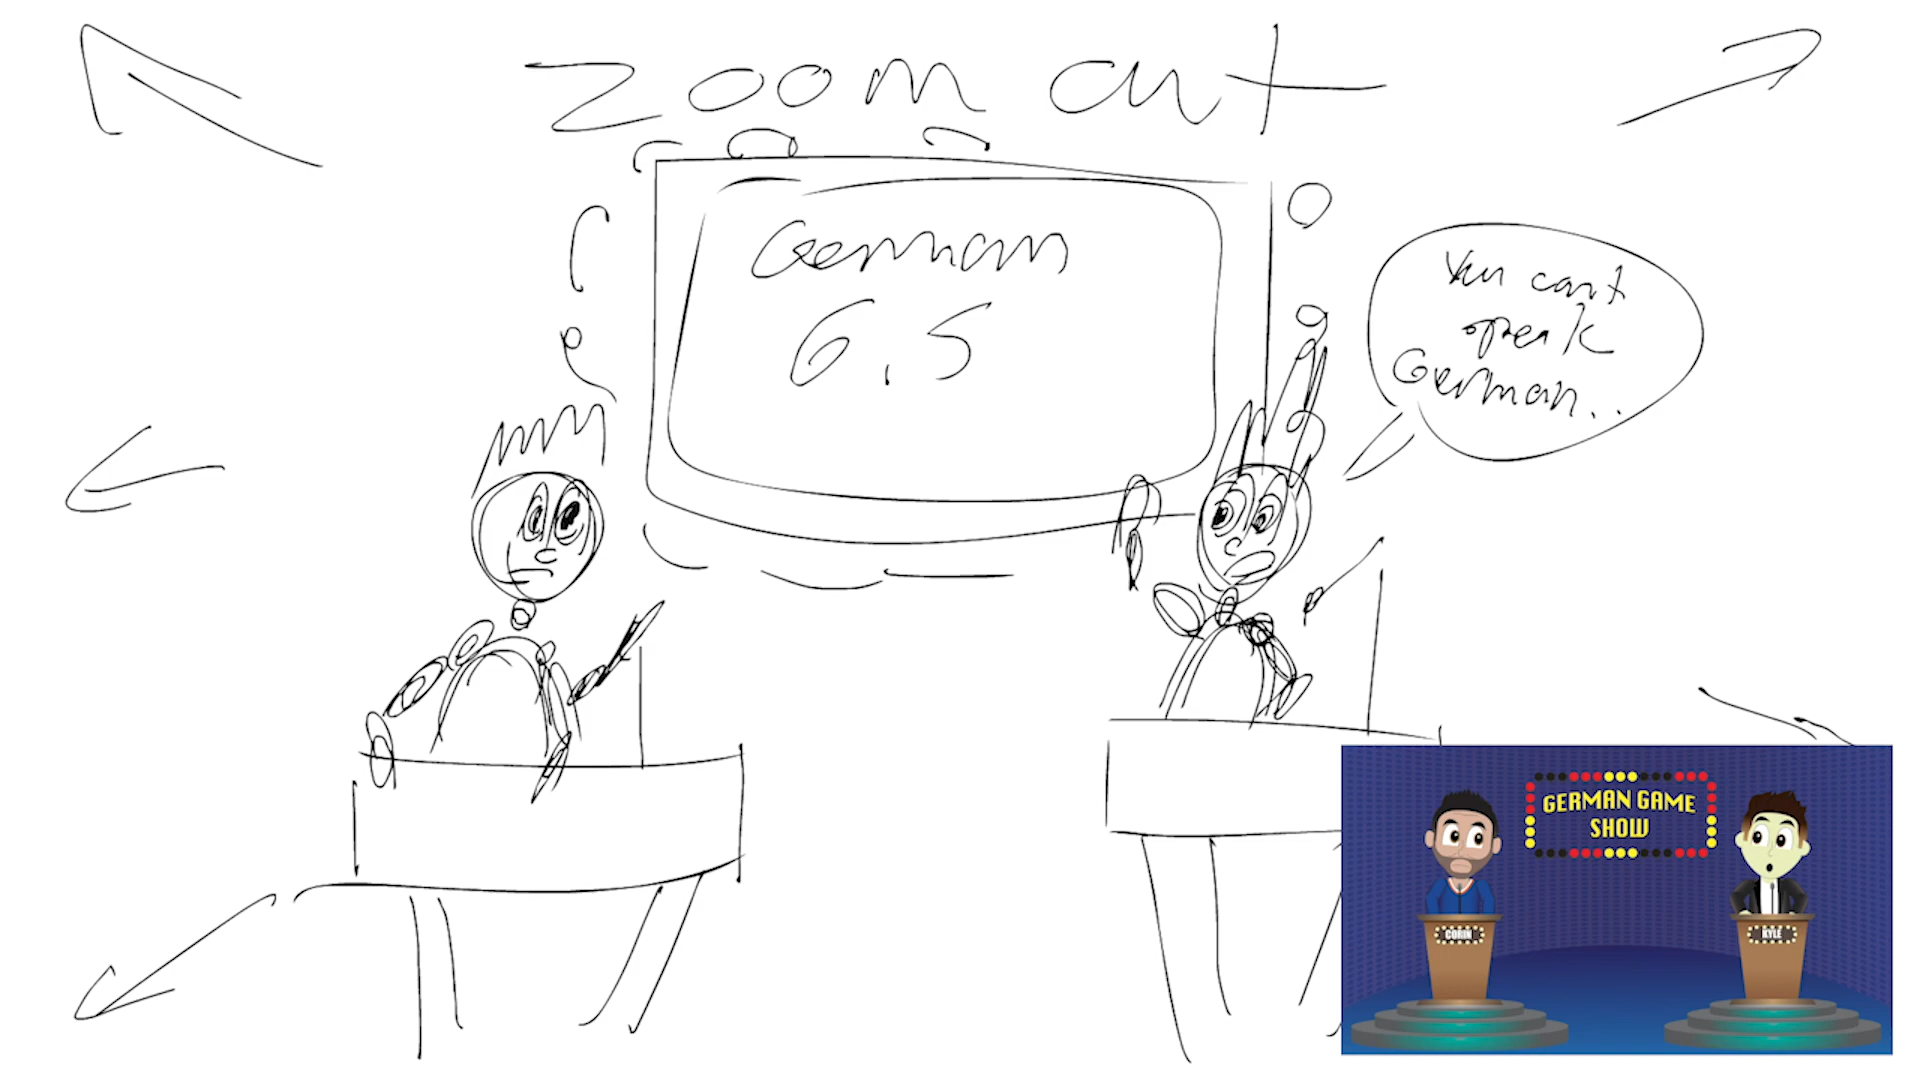 zoom out
German
6.5
You can't
speak
German..
GERMAN GAME
SHOW
CORIN
KYLE